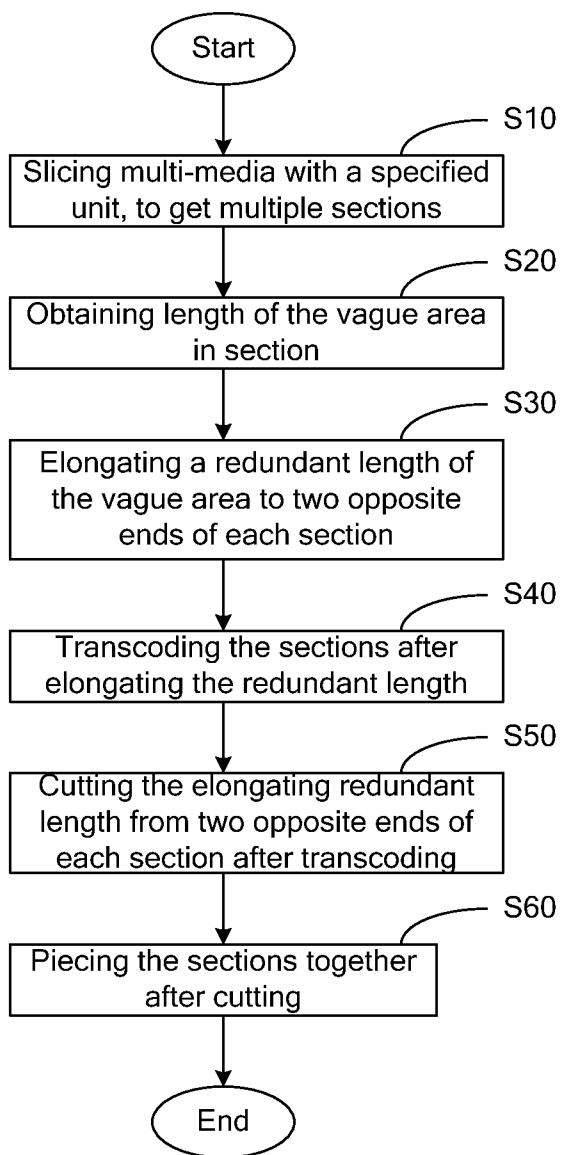 Start
S10
Slicing multi-media with a specified
unit, to get multiple sections
S20
Obtaining length of the vague area
in section
S30
Elongating a redundant length of
the vague area to two opposite
ends of each section
S40
Transcoding the sections after
elongating the redundant length
S50
Cutting the elongating redundant
length from two opposite ends of
each section after transcoding
S60
Piecing the sections together
after cutting
End